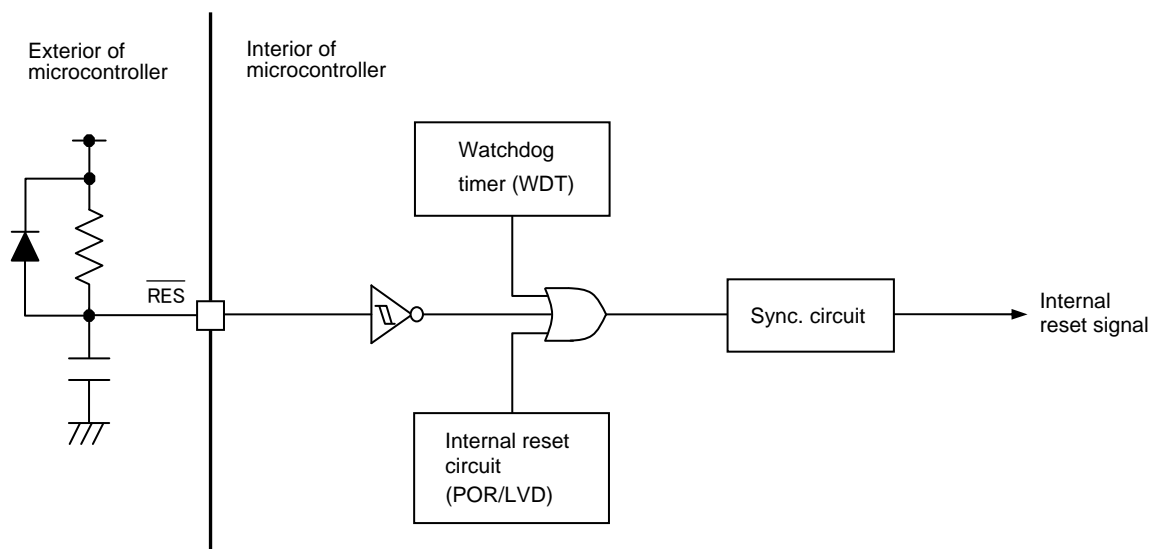 Exterior of
microcontroller
Interior of
microcontroller
Watchdog
timer (WDT)
RES
Sync. circuit
Internal
reset signal
Internal reset
circuit
(POR/LVD)